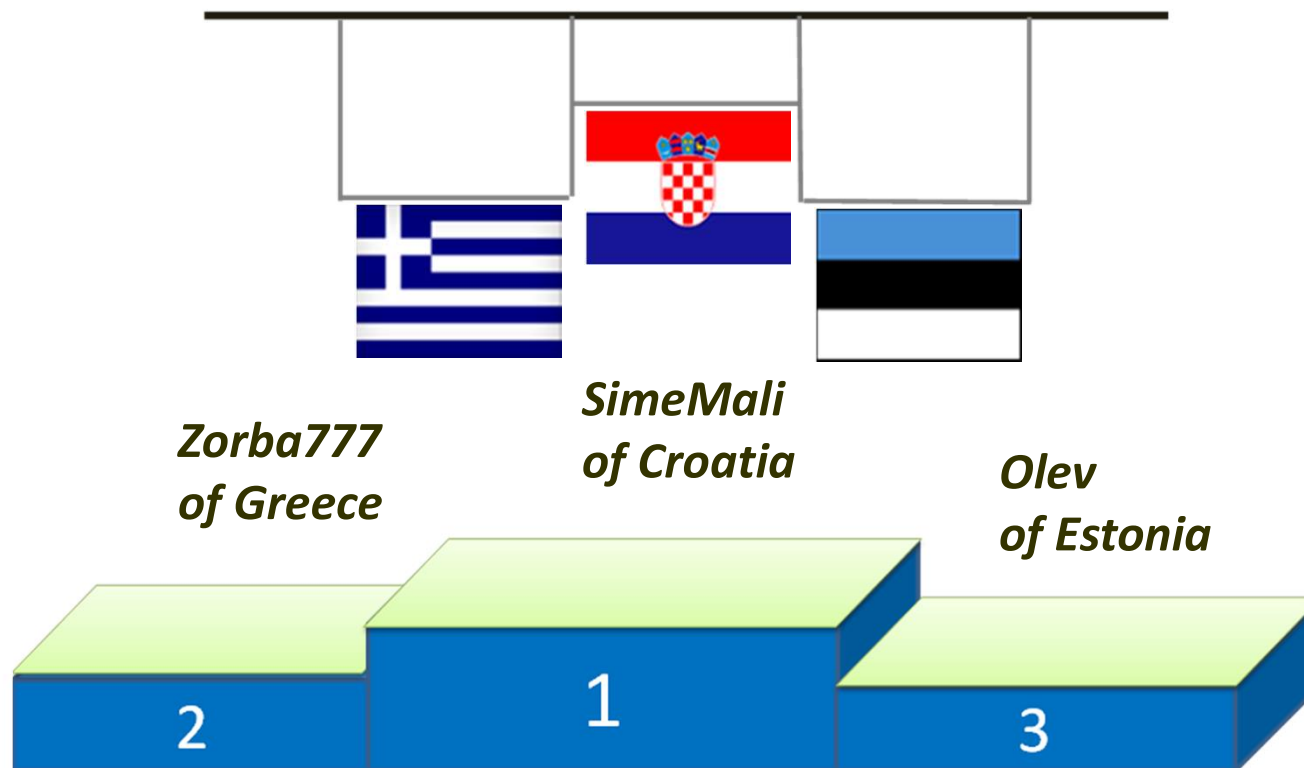 Zorba777
of Greece
SimeMali
of Croatia
Olev
of Estonia
2
1
3